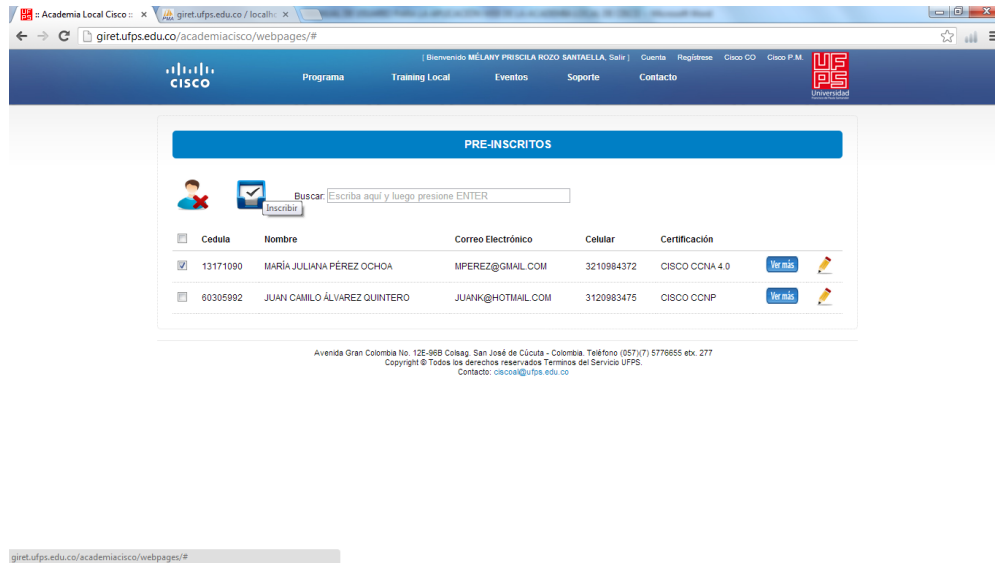 :: Academia Local Cisco ::
giret.ufps.edu.co / localh
giret.ufps.edu.co/academiacisco/webpages/#
[ Bienvenido MÉLANY PRISCILA ROZO SANTAELLA, Salir ] Cuenta Regístrese Cisco CO Cisco P.M.
CISCO
Programa Training Local Eventos Soporte Contacto
UFPS
Universidad
PRE-INSCRITOS
Buscar: Escriba aquí y luego presione ENTER
Inscribir
Cedula Nombre Correo Electrónico Celular Certificación
13171090 MARÍA JULIANA PÉREZ OCHOA MPEREZ@GMAIL.COM 3210984372 CISCO CCNA 4.0 Ver más
60305992 JUAN CAMILO ÁLVAREZ QUINTERO JUANK@HOTMAIL.COM 3120983475 CISCO CCNP Ver más
Avenida Gran Colombia No. 12E-96B Colsag. San José de Cúcuta - Colombia. Teléfono (057)(7) 5776655 etx. 277
Copyright © Todos los derechos reservados Terminos del Servicio UFPS.
Contacto: ciscoal@ufps.edu.co
giret.ufps.edu.co/academiacisco/webpages/#